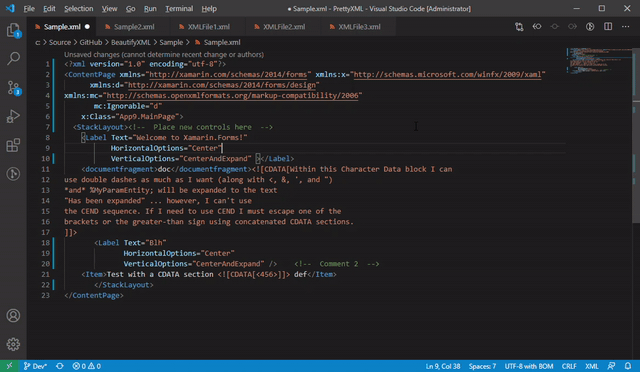 File Edit Selection View Go Run Terminal Help
● Sample.xml - PrettyXML - Visual Studio Code [Administrator]
Sample.xml ● Sample2.xml XMLFile1.xml XMLFile2.xml XMLFile3.xml
C: > Source > GitHub > BeautifyXML > Sample > Sample.xml
Unsaved changes (cannot determine recent change or authors)
1 <?xml version="1.0" encoding="utf-8"?>
2 <ContentPage xmlns="http://xamarin.com/schemas/2014/forms" xmlns:x="http://schemas.microsoft.com/winfx/2009/xaml"
3 xmlns:d="http://xamarin.com/schemas/2014/forms/design"
4 xmlns:mc="http://schemas.openxmlformats.org/markup-compatibility/2006"
5 mc:Ignorable="d"
6 x:Class="App9.MainPage">
7 <StackLayout><!-- Place new controls here -->
8 <Label Text="Welcome to Xamarin.Forms!"
9 HorizontalOptions="Center"
10 VerticalOptions="CenterAndExpand" ></Label>
11 <documentfragment>doc</documentfragment><![CDATA[Within this Character Data block I can
12 use double dashes as much as I want (along with <, &, ', and ")
13 *and* %MyParamEntity; will be expanded to the text
14 "Has been expanded" ... however, I can't use
15 the CEND sequence. If I need to use CEND I must escape one of the
16 brackets or the greater-than sign using concatenated CDATA sections.
17 ]]>
18 <Label Text="Blh"
19 HorizontalOptions="Center"
20 VerticalOptions="CenterAndExpand" /> <!-- Comment 2 -->
21 <Item>Test with a CDATA section <![CDATA[<456>]]> def</Item>
22 </StackLayout>
23 </ContentPage>
Dev* 0 0 Ln 9, Col 38 Spaces: 7 UTF-8 with BOM CRLF XML